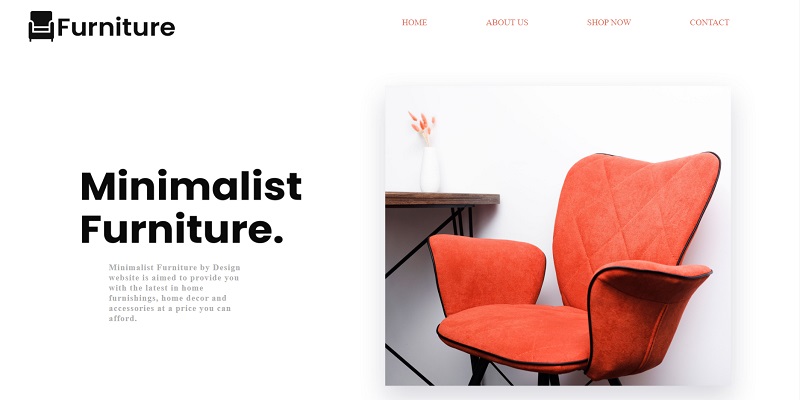 Furniture
HOME ABOUT US SHOP NOW CONTACT
Minimalist
Furniture.
Minimalist Furniture by Design
website is aimed to provide you
with the latest in home
furnishings, home decor and
accessories at a price you can
afford.